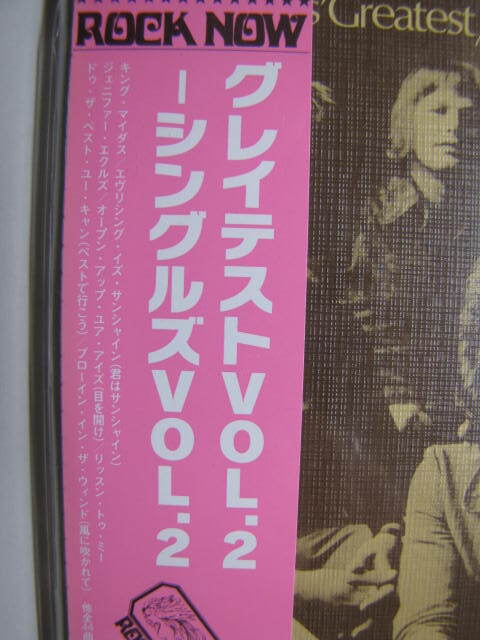 ROCK NOW
s' Greatest
グレイテストVOL.2
－シングルズVOL.2
キング・マイダス/エヴリシング・イズ・サンシャイン(君はサンシャイン)
ジェニファー・エクルズ/オープン・アップ・ユア・アイズ(目を開け)/リッスン・トゥ・ミー
ドゥ・ザ・ベスト・ユー・キャン(ベストで行こう)/ブローイン・イン・ザ・ウィンド(風に吹かれて) 他全